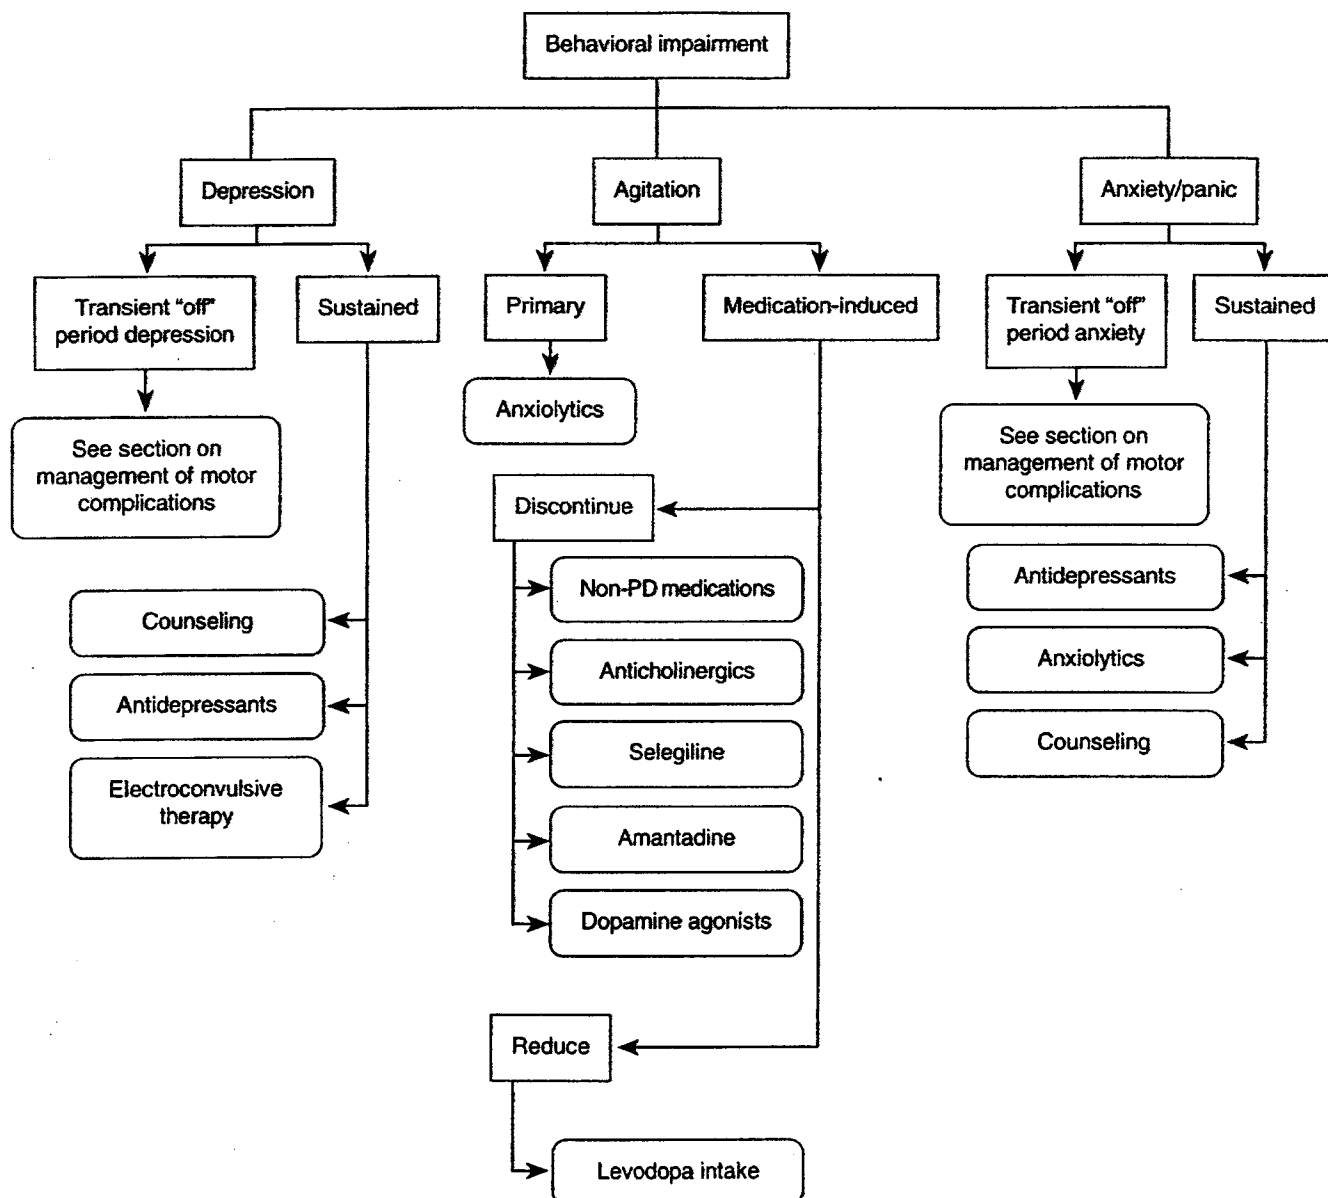 Behavioral impairment
Depression
Agitation
Anxiety/panic
Transient “off”
period depression
Sustained
Primary
Medication-induced
Transient “off”
period anxiety
Sustained
See section on
management of motor
complications
Anxiolytics
See section on
management of motor
complications
Discontinue
Non-PD medications
Anticholinergics
Selegiline
Amantadine
Dopamine agonists
Counseling
Antidepressants
Electroconvulsive
therapy
Antidepressants
Anxiolytics
Counseling
Reduce
Levodopa intake